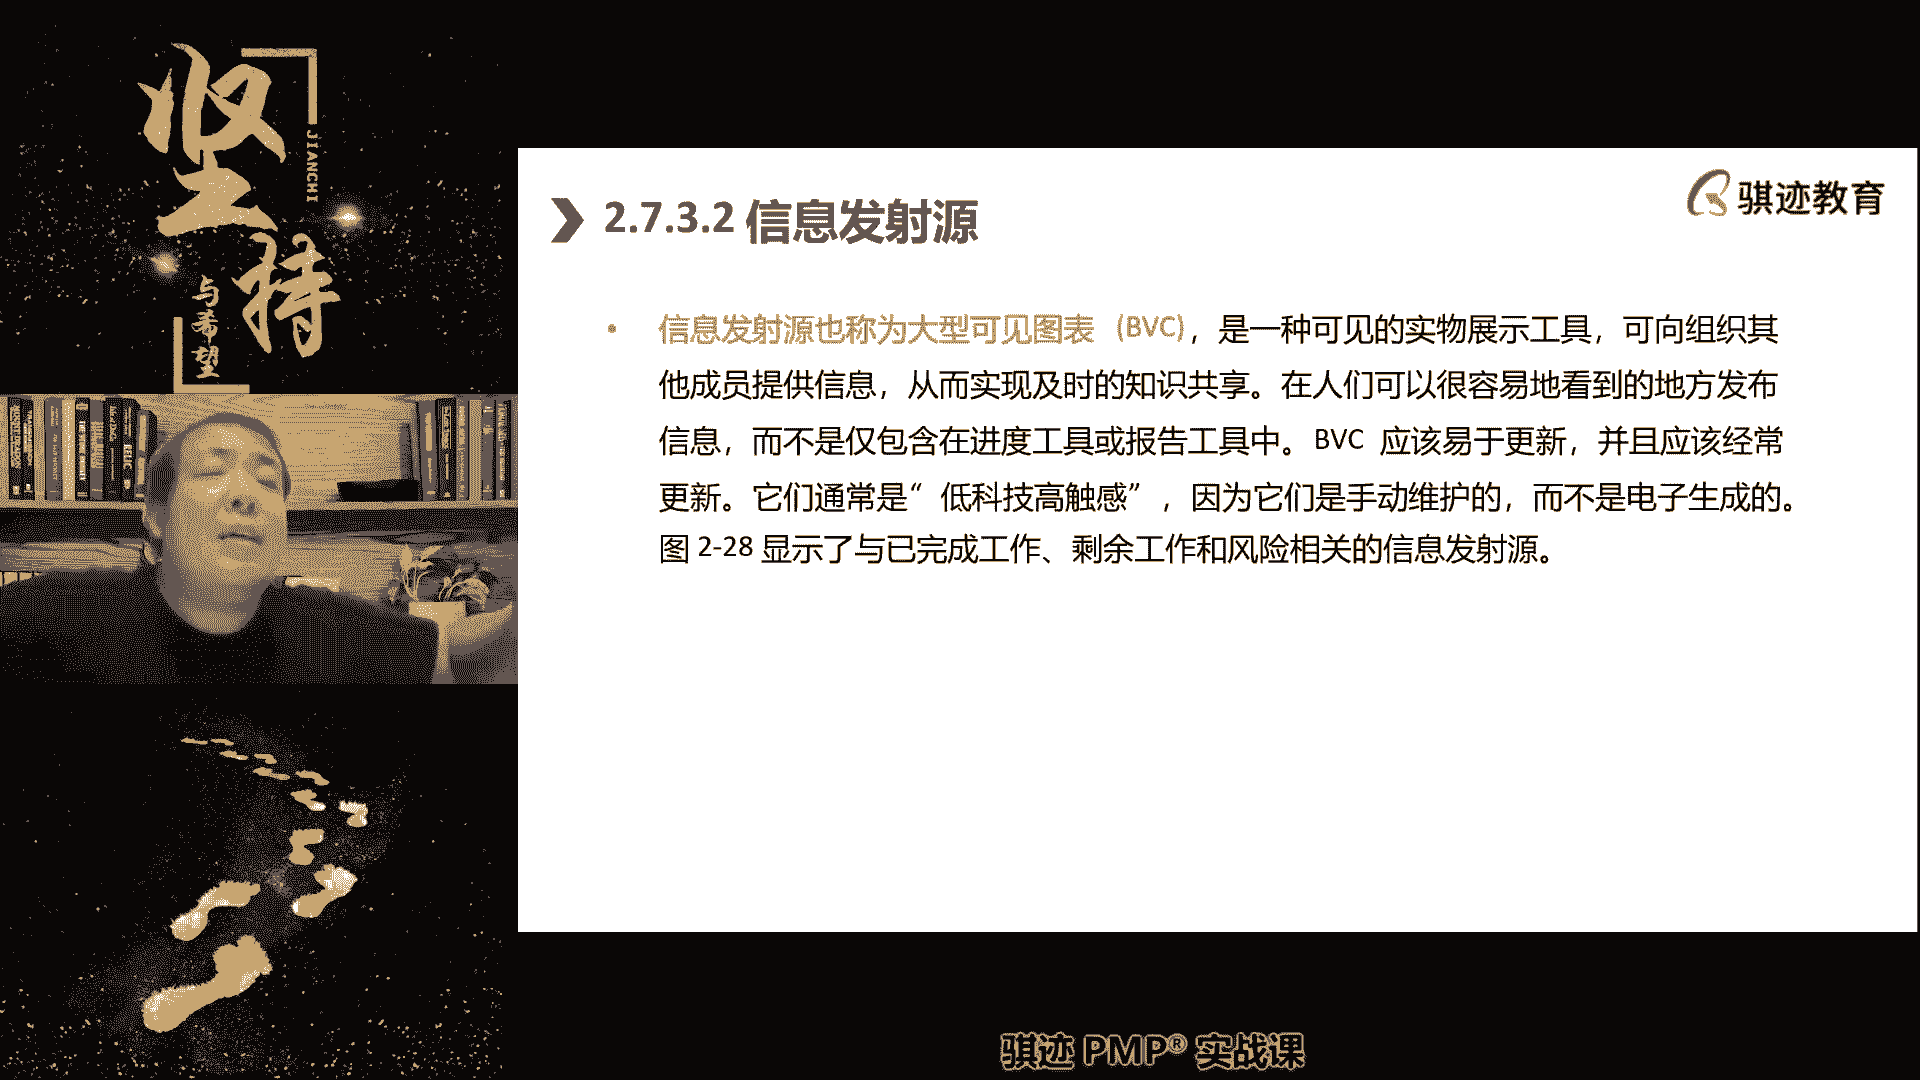 坚持
JIANCHI
与希望
骐迹教育
2.7.3.2 信息发射源
• 信息发射源也称为大型可见图表 (BVC)，是一种可见的实物展示工具，可向组织其
他成员提供信息，从而实现及时的知识共享。在人们可以很容易地看到的地方发布
信息，而不是仅包含在进度工具或报告工具中。BVC 应该易于更新，并且应该经常
更新。它们通常是“低科技高触感”，因为它们是手动维护的，而不是电子生成的。
图 2-28 显示了与已完成工作、剩余工作和风险相关的信息发射源。
骐迹 PMP® 实战课